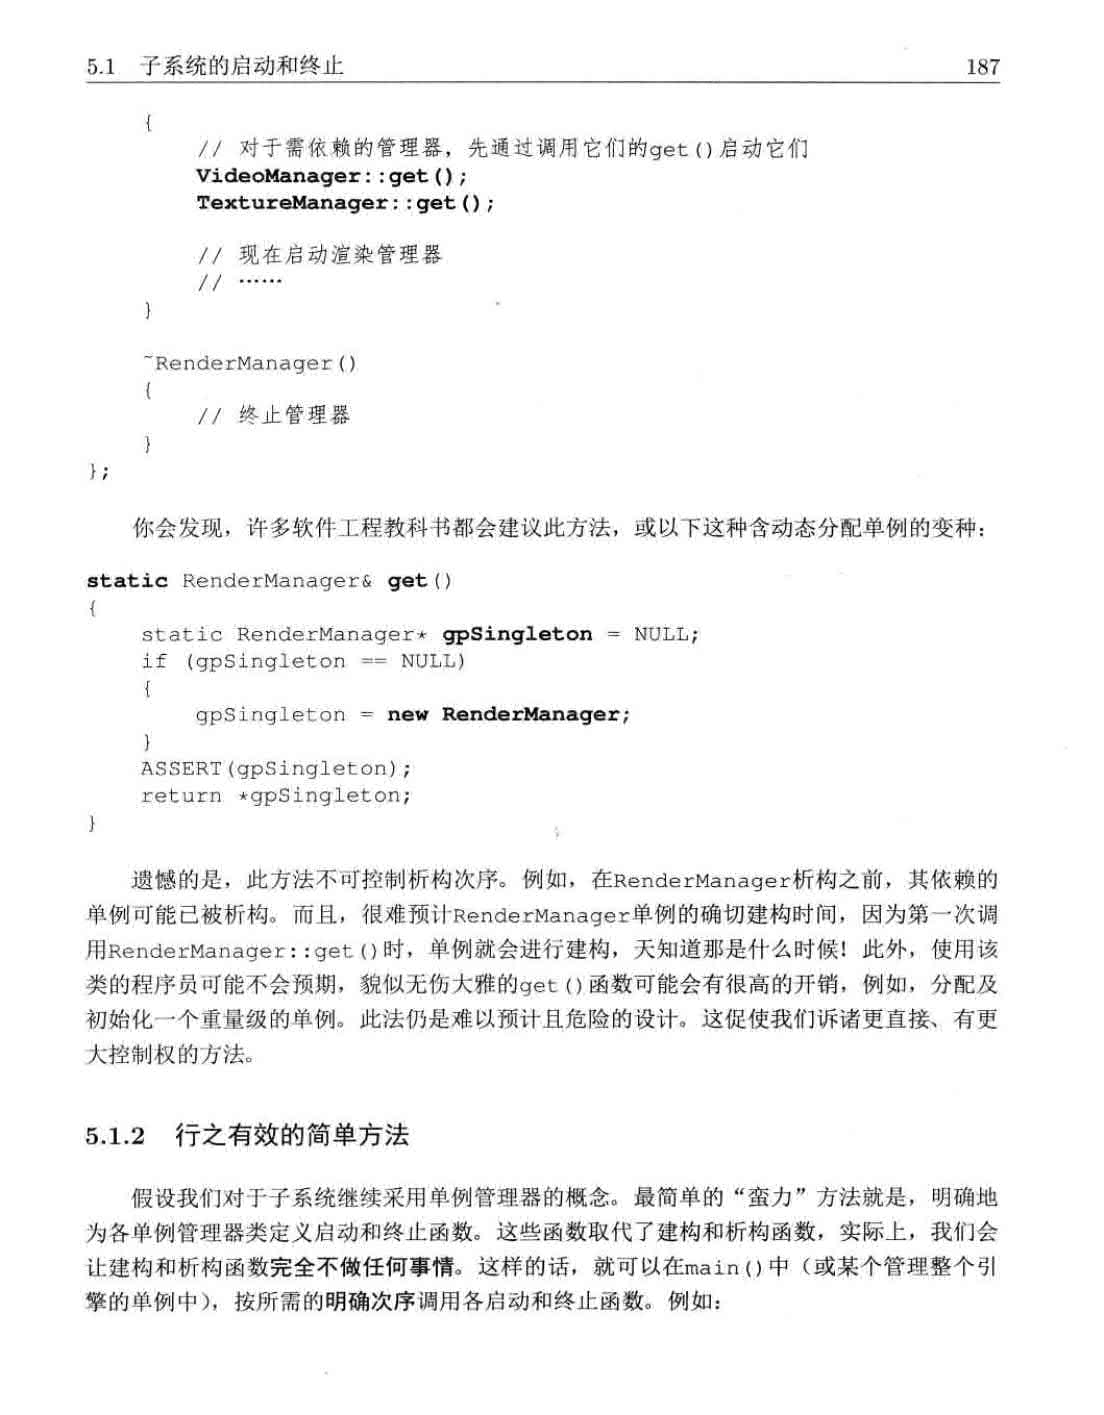 5.1 子系统的启动和终止 187
{
// 对于需依赖的管理器，先通过调用它们的get()启动它们
VideoManager::get();
TextureManager::get();
// 现在启动渲染管理器
// ······
}
~RenderManager()
{
// 终止管理器
}
};
你会发现，许多软件工程教科书都会建议此方法，或以下这种含动态分配单例的变种：
static RenderManager& get()
{
static RenderManager* gpSingleton = NULL;
if (gpSingleton == NULL)
{
gpSingleton = new RenderManager;
}
ASSERT(gpSingleton);
return *gpSingleton;
}
遗憾的是，此方法不可控制析构次序。例如，在RenderManager析构之前，其依赖的
单例可能已被析构。而且，很难预计RenderManager单例的确切建构时间，因为第一次调
用RenderManager::get()时，单例就会进行建构，天知道那是什么时候！此外，使用该
类的程序员可能不会预期，貌似无伤大雅的get()函数可能会有很高的开销，例如，分配及
初始化一个重量级的单例。此法仍是难以预计且危险的设计。这促使我们诉诸更直接、有更
大控制权的方法。
5.1.2 行之有效的简单方法
假设我们对于子系统继续采用单例管理器的概念。最简单的“蛮力”方法就是，明确地
为各单例管理器类定义启动和终止函数。这些函数取代了建构和析构函数，实际上，我们会
让建构和析构函数完全不做任何事情。这样的话，就可以在main()中（或某个管理整个引
擎的单例中），按所需的明确次序调用各启动和终止函数。例如：